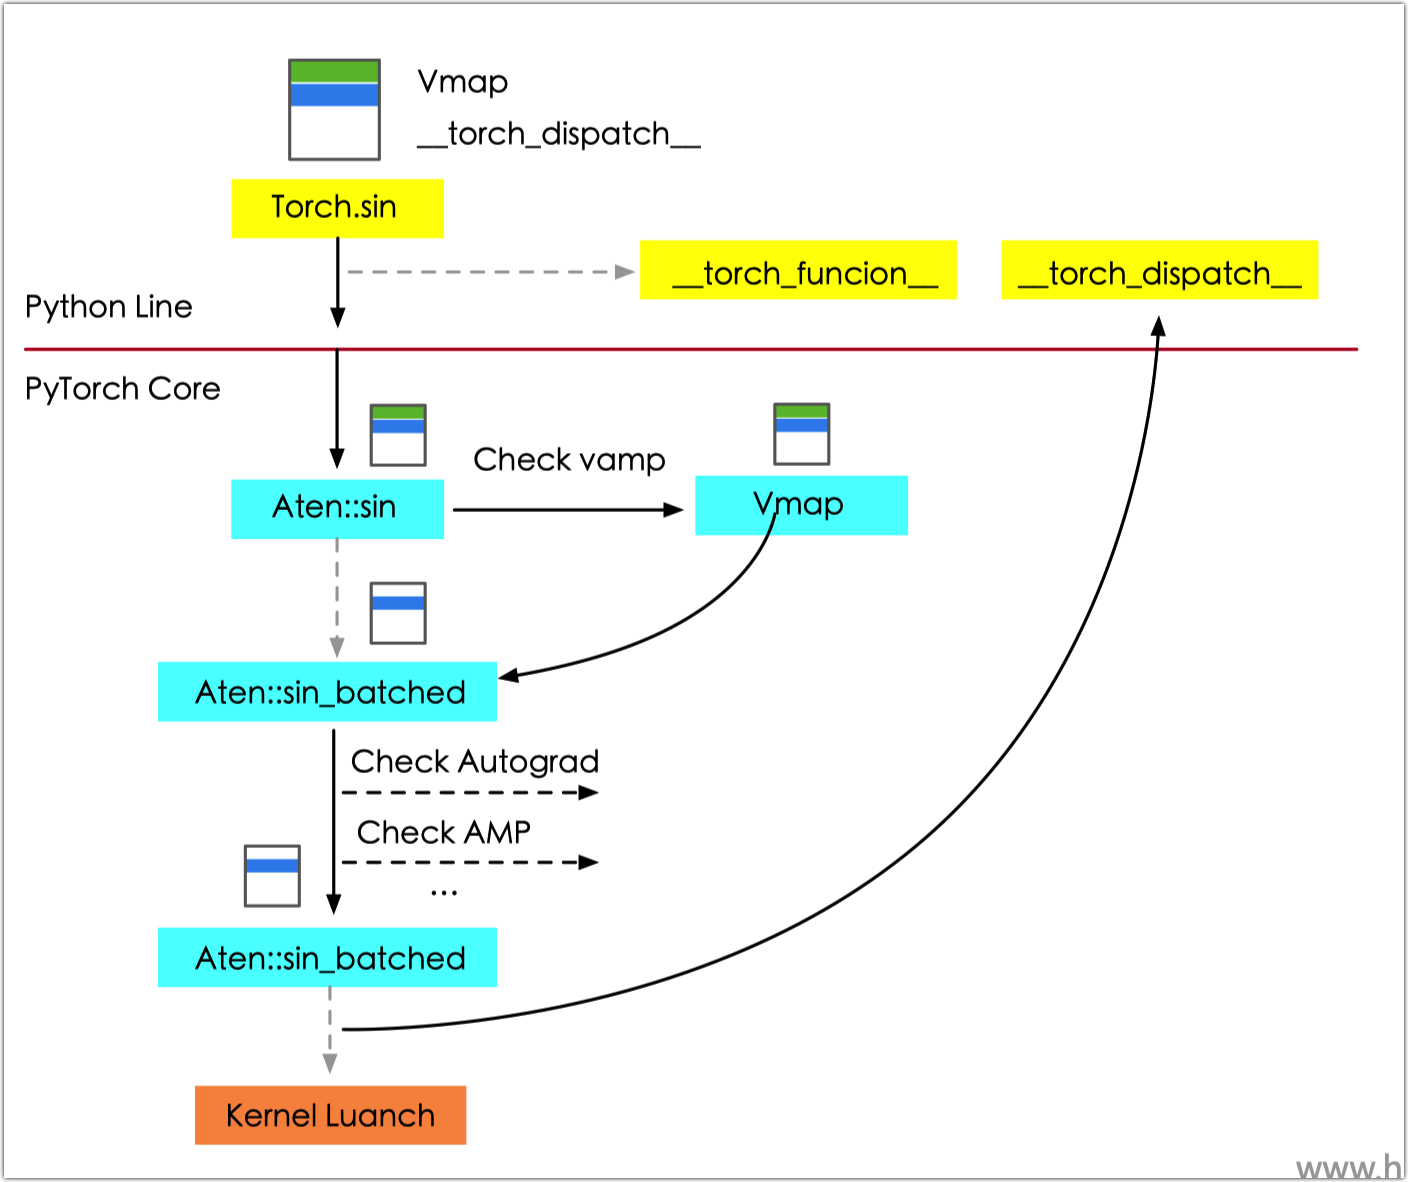 Vmap
__torch_dispatch__
Torch.sin
__torch_funcion__
__torch_dispatch__
Python Line
PyTorch Core
Check vamp
Aten::sin
Vmap
Aten::sin_batched
Check Autograd
Check AMP
...
Aten::sin_batched
Kernel Luanch
www.h